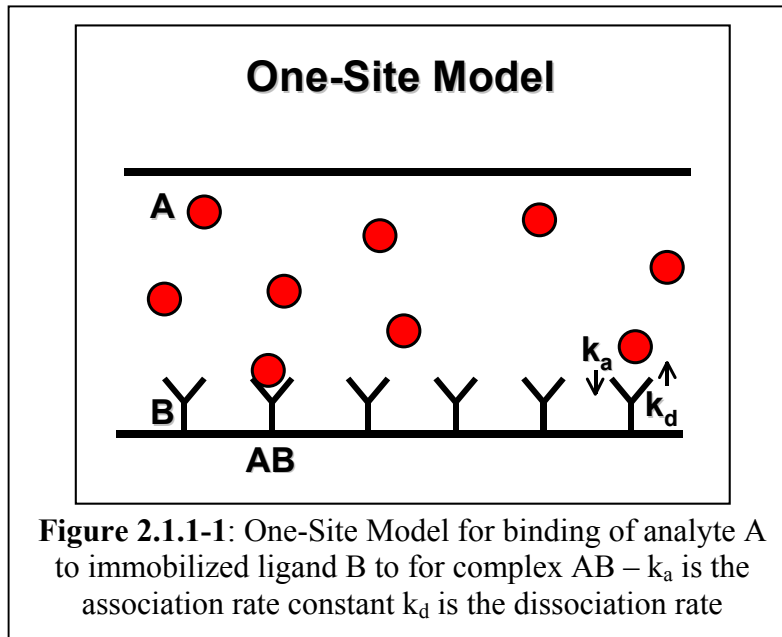 One-Site Model
A
k_a
B
k_d
AB
Figure 2.1.1-1: One-Site Model for binding of analyte A
to immobilized ligand B to for complex AB – k_a is the
association rate constant k_d is the dissociation rate